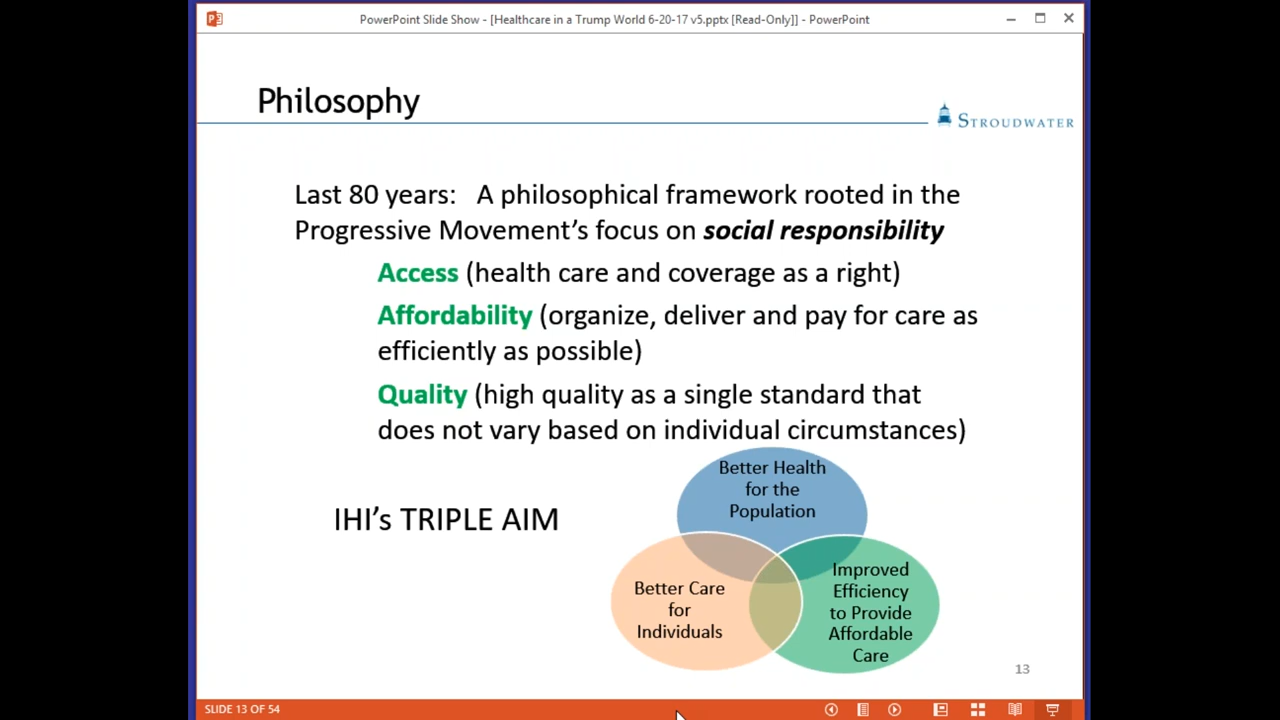 PowerPoint Slide Show - [Healthcare in a Trump World 6-20-17 v5.pptx [Read-Only]] - PowerPoint
Philosophy
STROUDWATER
Last 80 years: A philosophical framework rooted in the
Progressive Movement's focus on social responsibility
Access (health care and coverage as a right)
Affordability (organize, deliver and pay for care as
efficiently as possible)
Quality (high quality as a single standard that
does not vary based on individual circumstances)
IHI's TRIPLE AIM
Better Health
for the
Population
Better Care
for
Individuals
Improved
Efficiency
to Provide
Affordable
Care
13
SLIDE 13 OF 54